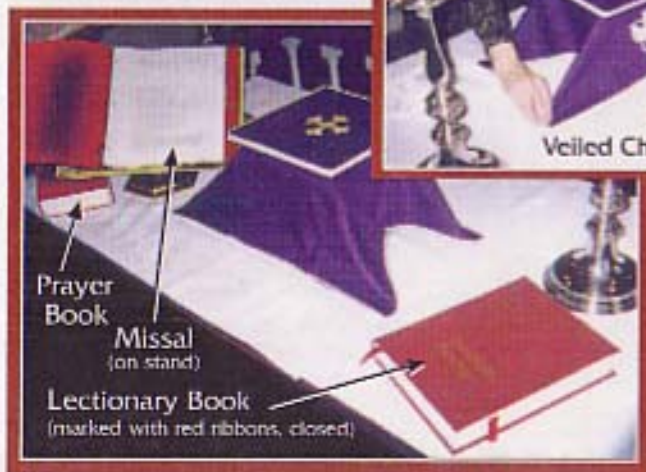 Veiled Ch
Prayer
Book
Missal
(on stand)
Lectionary Book
(marked with red ribbons, closed)